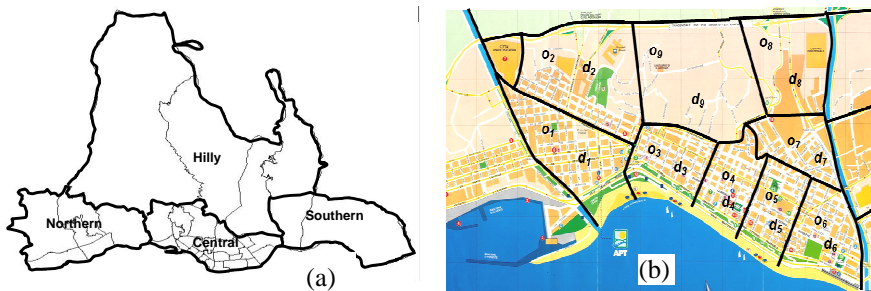 Hilly
Northern
Central
Southern
(a)
o2
d2
o9
d9
o8
d8
o1
d1
o3
d3
o4
d4
o7
d7
o5
d5
o6
d6
APT
(b)